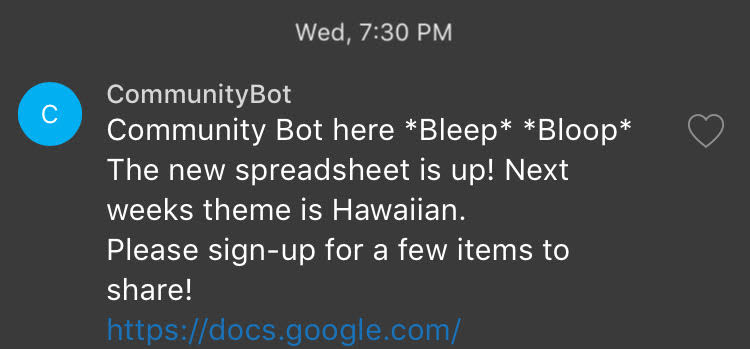 Wed, 7:30 PM
C
CommunityBot
Community Bot here *Bleep* *Bloop*
The new spreadsheet is up! Next
weeks theme is Hawaiian.
Please sign-up for a few items to
share!
https://docs.google.com/